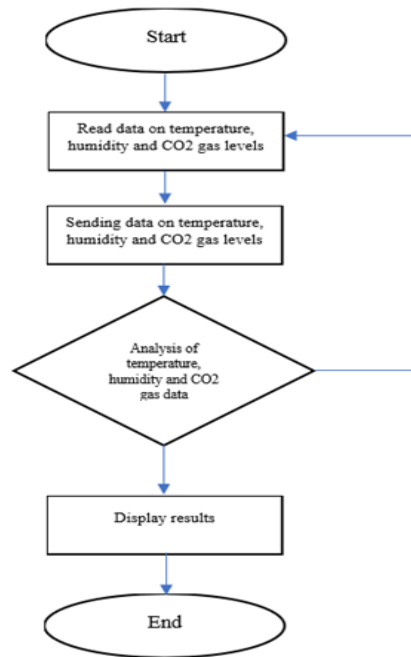 Start
Read data on temperature,
humidity and CO2 gas levels
Sending data on temperature,
humidity and CO2 gas levels
Analysis of
temperature,
humidity and CO2
gas data
Display results
End